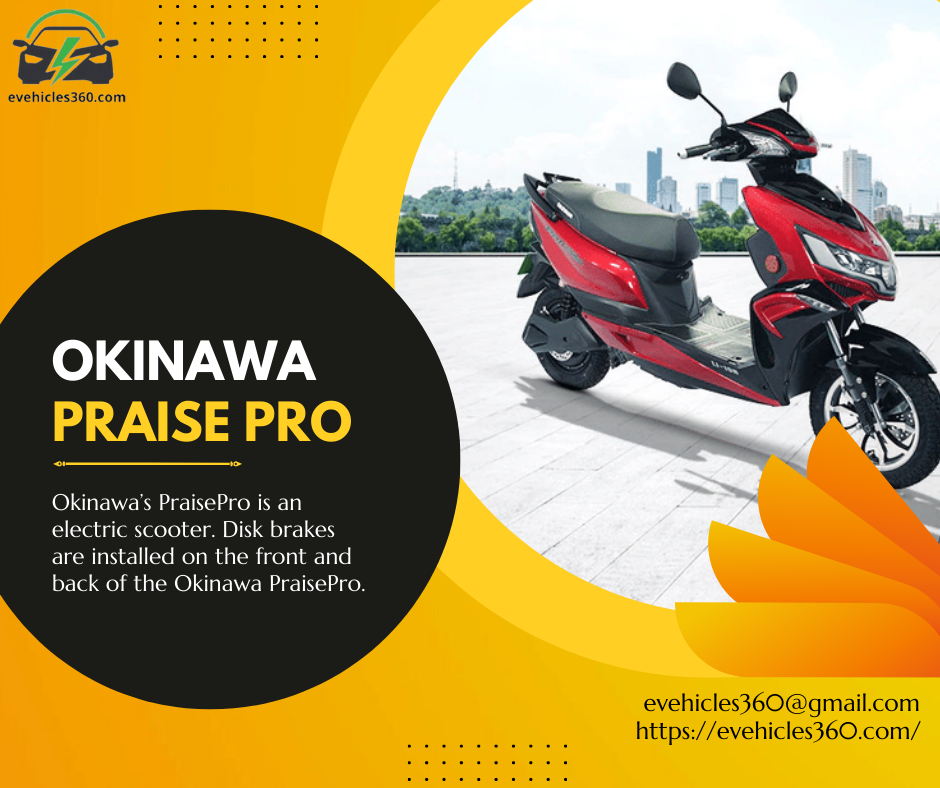 evehicles360.com
OKINAWA
PRAISE PRO
Okinawa’s PraisePro is an
electric scooter. Disk brakes
are installed on the front and
back of the Okinawa PraisePro.
evehicles360@gmail.com
https://evehicles360.com/